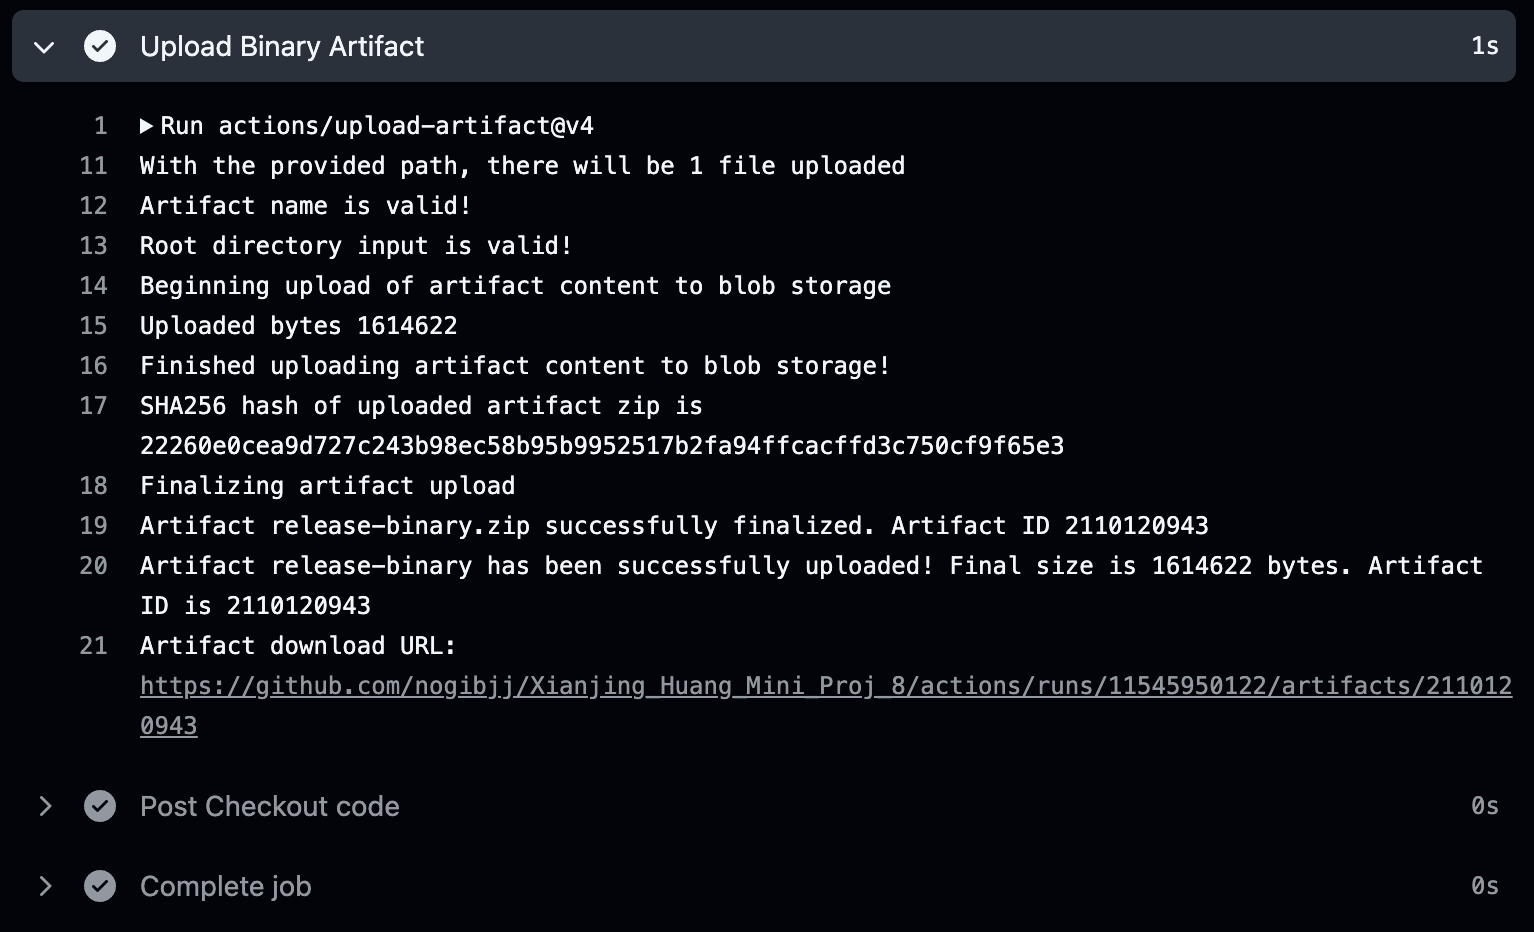 Upload Binary Artifact 1s
1 Run actions/upload-artifact@v4
11 With the provided path, there will be 1 file uploaded
12 Artifact name is valid!
13 Root directory input is valid!
14 Beginning upload of artifact content to blob storage
15 Uploaded bytes 1614622
16 Finished uploading artifact content to blob storage!
17 SHA256 hash of uploaded artifact zip is
22260e0cea9d727c243b98ec58b95b9952517b2fa94ffcacffd3c750cf9f65e3
18 Finalizing artifact upload
19 Artifact release-binary.zip successfully finalized. Artifact ID 2110120943
20 Artifact release-binary has been successfully uploaded! Final size is 1614622 bytes. Artifact
ID is 2110120943
21 Artifact download URL:
https://github.com/nogibjj/Xianjing_Huang_Mini_Proj_8/actions/runs/11545950122/artifacts/211012
0943
Post Checkout code 0s
Complete job 0s